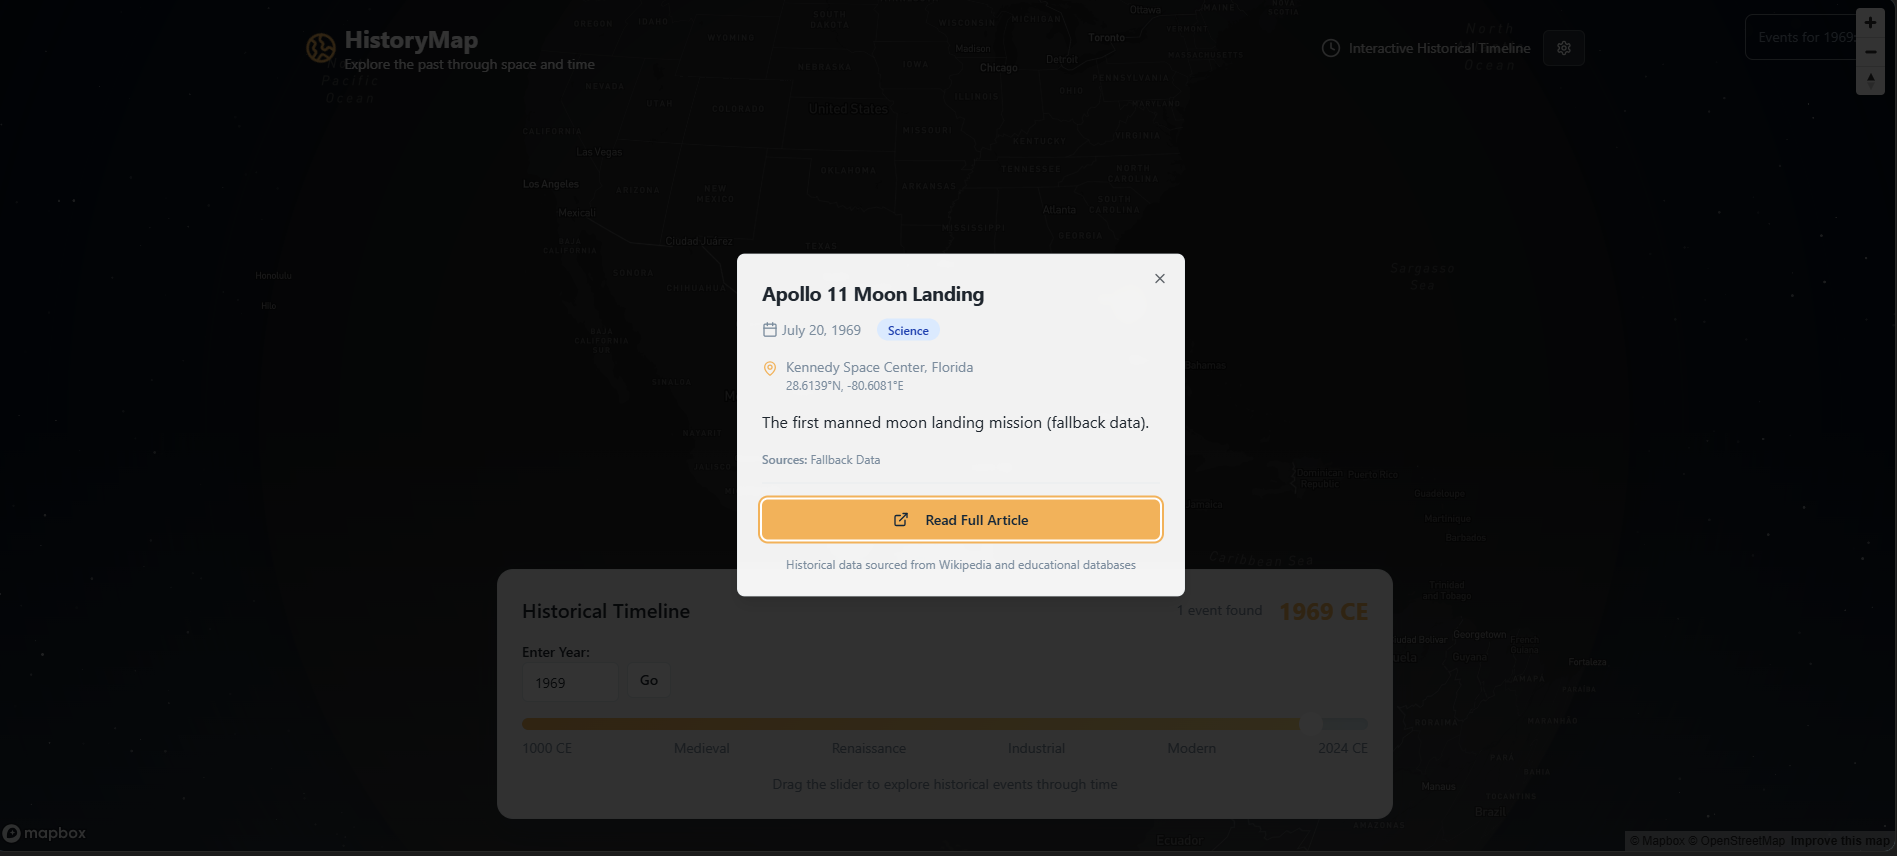 HistoryMap
Explore the past through space and time
Interactive Historical Timeline
Events for 1969:
North
Pacific
Ocean
North
Ocean
OREGON
IDAHO
WYOMING
SOUTH
DAKOTA
WISCONSIN
MICHIGAN
MAINE
NOVA
SCOTIA
Ottawa
VERMONT
Toronto
MASSACHUSETTS
Madison
Detroit
Chicago
NEBRASKA
IOWA
PENNSYLVANIA
NEVADA
UTAH
COLORADO
United States
ILLINOIS
OHIO
MARYLAND
CALIFORNIA
MISSOURI
KENTUCKY
VIRGINIA
Las Vegas
Los Angeles
ARIZONA
NEW
MEXICO
OKLAHOMA
ARKANSAS
TENNESSEE
NORTH
CAROLINA
SOUTH
CAROLINA
Mexicali
Atlanta
MISSISSIPPI
GEORGIA
BAJA
CALIFORNIA
Ciudad Juárez
TEXAS
SONORA
CHIHUAHUA
Honolulu
Hilo
Sargasso
Sea
BAJA
CALIFORNIA
SUR
SINALOA
NAYARIT
JALISCO
Bahamas
Dominican
Republic
Puerto Rico
Guadeloupe
Martinique
Barbados
Caribbean Sea
Trinidad
and Tobago
Georgetown
French
Guiana
Guyana
Fortaleza
AMAPÁ
PARAÍBA
RORAIMA
MARANHÃO
PARÁ
BAHIA
Manaus
TOCANTINS
Brazil
AMAZONAS
Ecuador
Apollo 11 Moon Landing
July 20, 1969 Science
Kennedy Space Center, Florida
28.6139°N, -80.6081°E
The first manned moon landing mission (fallback data).
Sources: Fallback Data
Read Full Article
Historical data sourced from Wikipedia and educational databases
Historical Timeline
1 event found 1969 CE
Enter Year:
1969 Go
1000 CE Medieval Renaissance Industrial Modern 2024 CE
Drag the slider to explore historical events through time
mapbox
© Mapbox © OpenStreetMap Improve this map